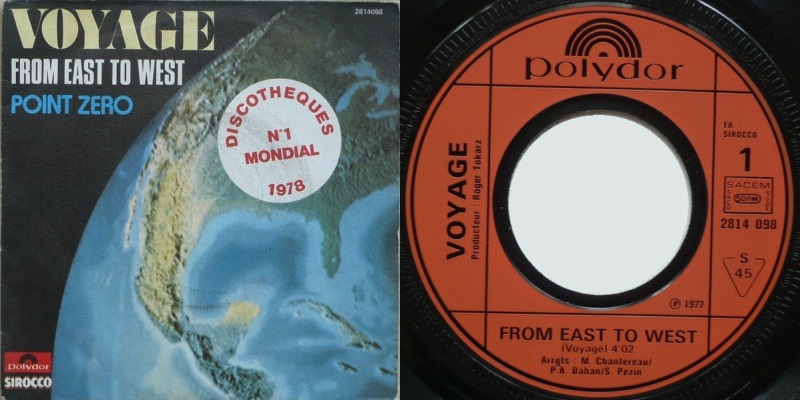 VOYAGE
2814098
FROM EAST TO WEST
POINT ZERO
DISCOTHEQUES
N°1
MONDIAL
1978
Polydor
SIROCCO
polydor
VOYAGE
Producteur : Roger Tokarz
Ed. :
SIROCCO
1
SACEM
SDRM
2814 098
S
45
℗ 1977
FROM EAST TO WEST
(Voyage) 4'02
Arrgts : M. Chantereau/
P.A. Dahan/S. Pezin